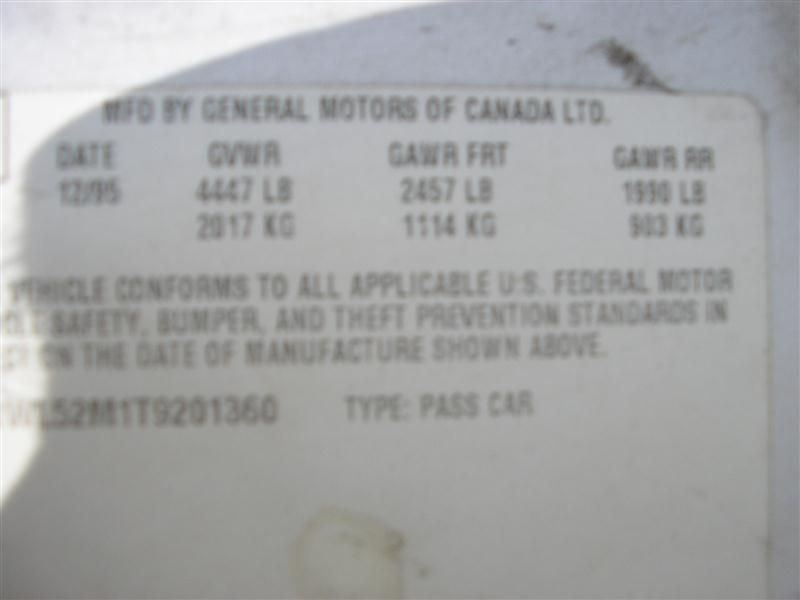 MFD BY GENERAL MOTORS OF CANADA LTD.
DATE GVWR GAWR FRT GAWR RR
12/95 4447 LB 2457 LB 1990 LB
2017 KG 1114 KG 903 KG
VEHICLE CONFORMS TO ALL APPLICABLE U.S. FEDERAL MOTOR
SAFETY, BUMPER, AND THEFT PREVENTION STANDARDS IN
ON THE DATE OF MANUFACTURE SHOWN ABOVE.
WL52M1T9201360 TYPE: PASS CAR